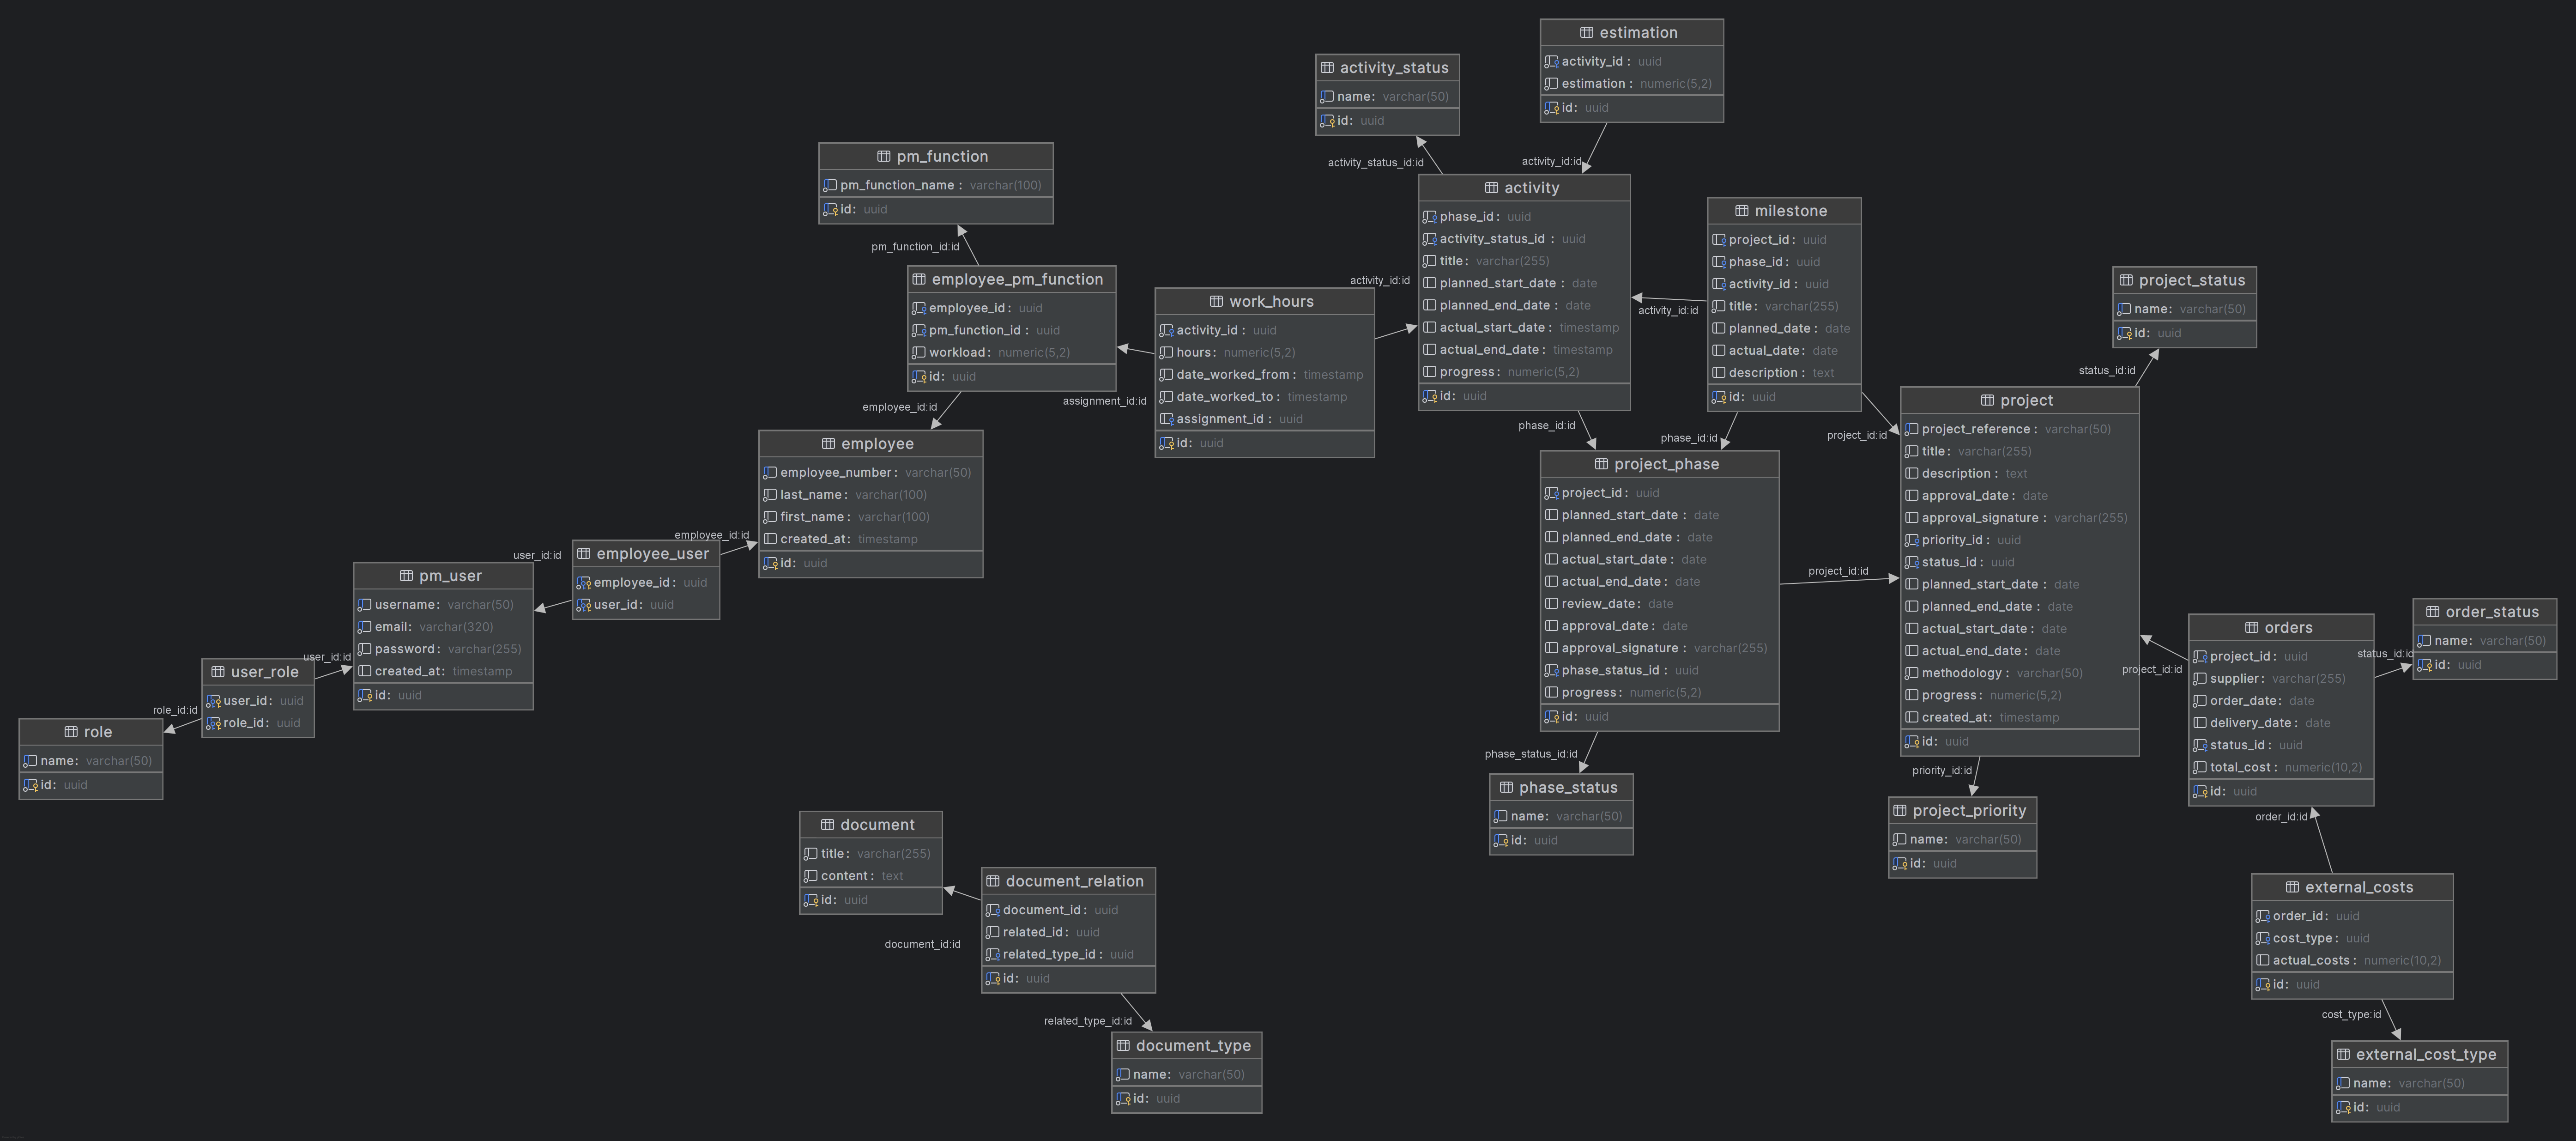 estimation
activity_id: uuid
estimation: numeric(5,2)
id: uuid
activity_status
name: varchar(50)
id: uuid
activity_status_id:id
activity_id:id
pm_function
pm_function_name: varchar(100)
id: uuid
pm_function_id:id
activity
phase_id: uuid
activity_status_id: uuid
title: varchar(255)
planned_start_date: date
planned_end_date: date
actual_start_date: timestamp
actual_end_date: timestamp
progress: numeric(5,2)
id: uuid
milestone
project_id: uuid
phase_id: uuid
activity_id: uuid
title: varchar(255)
planned_date: date
actual_date: date
description: text
id: uuid
activity_id:id
employee_pm_function
employee_id: uuid
pm_function_id: uuid
workload: numeric(5,2)
id: uuid
work_hours
activity_id: uuid
hours: numeric(5,2)
date_worked_from: timestamp
date_worked_to: timestamp
assignment_id: uuid
id: uuid
activity_id:id
assignment_id:id
employee_id:id
project_status
name: varchar(50)
id: uuid
status_id:id
project
project_reference: varchar(50)
title: varchar(255)
description: text
approval_date: date
approval_signature: varchar(255)
priority_id: uuid
status_id: uuid
planned_start_date: date
planned_end_date: date
actual_start_date: date
actual_end_date: date
methodology: varchar(50)
progress: numeric(5,2)
created_at: timestamp
id: uuid
phase_id:id
phase_id:id
project_id:id
employee
employee_number: varchar(50)
last_name: varchar(100)
first_name: varchar(100)
created_at: timestamp
id: uuid
project_phase
project_id: uuid
planned_start_date: date
planned_end_date: date
actual_start_date: date
actual_end_date: date
review_date: date
approval_date: date
approval_signature: varchar(255)
phase_status_id: uuid
progress: numeric(5,2)
id: uuid
project_id:id
employee_id:id
employee_user
employee_id: uuid
user_id: uuid
user_id:id
pm_user
username: varchar(50)
email: varchar(320)
password: varchar(255)
created_at: timestamp
id: uuid
user_id:id
user_role
user_id: uuid
role_id: uuid
role_id:id
role
name: varchar(50)
id: uuid
orders
project_id: uuid
supplier: varchar(255)
order_date: date
delivery_date: date
status_id: uuid
total_cost: numeric(10,2)
id: uuid
order_status
name: varchar(50)
id: uuid
status_id:id
project_id:id
phase_status_id:id
phase_status
name: varchar(50)
id: uuid
priority_id:id
project_priority
name: varchar(50)
id: uuid
order_id:id
external_costs
order_id: uuid
cost_type: uuid
actual_costs: numeric(10,2)
id: uuid
cost_type:id
external_cost_type
name: varchar(50)
id: uuid
document
title: varchar(255)
content: text
id: uuid
document_relation
document_id: uuid
related_id: uuid
related_type_id: uuid
id: uuid
document_id:id
related_type_id:id
document_type
name: varchar(50)
id: uuid